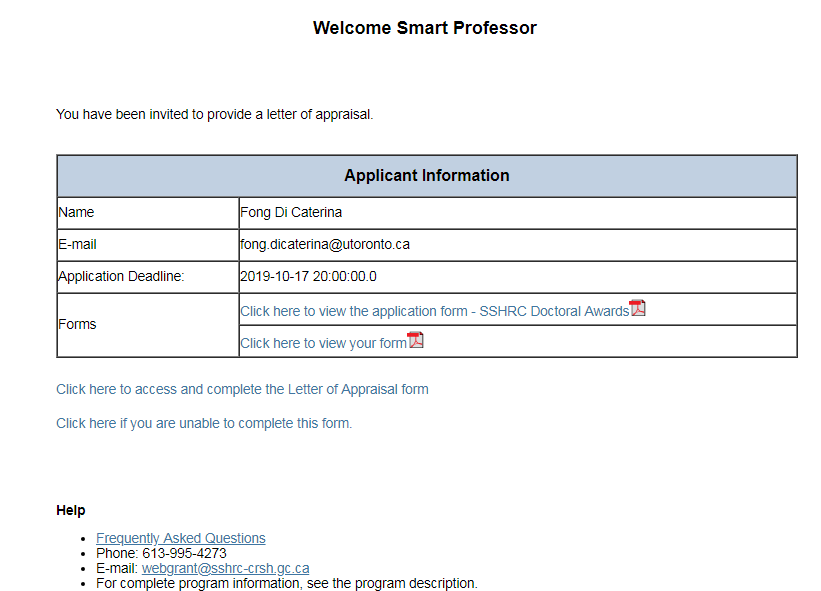 Welcome Smart Professor
You have been invited to provide a letter of appraisal.
Applicant Information
Name Fong Di Caterina
E-mail fong.dicaterina@utoronto.ca
Application Deadline: 2019-10-17 20:00:00.0
Forms
Click here to view the application form - SSHRC Doctoral Awards
Click here to view your form
Click here to access and complete the Letter of Appraisal form
Click here if you are unable to complete this form.
Help
• Frequently Asked Questions
• Phone: 613-995-4273
• E-mail: webgrant@sshrc-crsh.gc.ca
• For complete program information, see the program description.